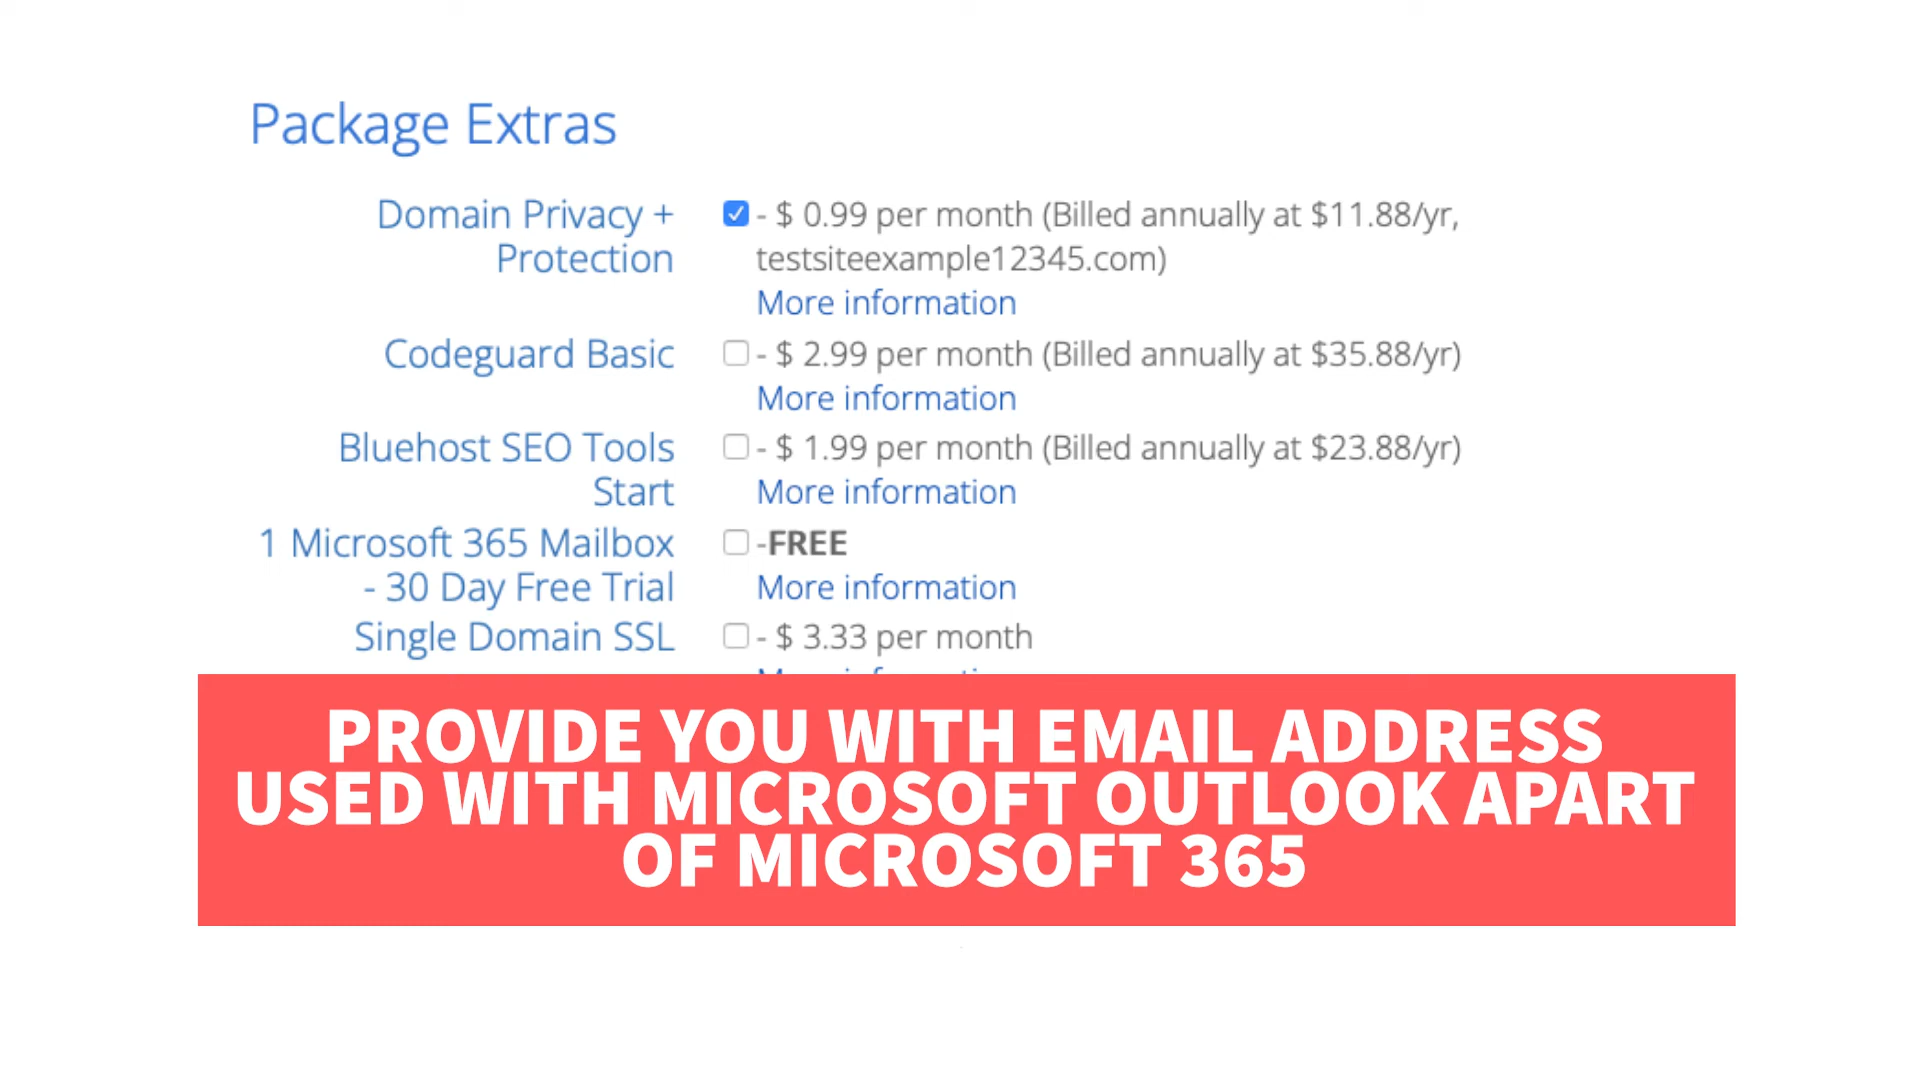 Package Extras
Domain Privacy + Protection
- $ 0.99 per month (Billed annually at $11.88/yr,
testsiteexample12345.com)
More information
Codeguard Basic
- $ 2.99 per month (Billed annually at $35.88/yr)
More information
Bluehost SEO Tools Start
- $ 1.99 per month (Billed annually at $23.88/yr)
More information
1 Microsoft 365 Mailbox - 30 Day Free Trial
-FREE
More information
Single Domain SSL
- $ 3.33 per month
PROVIDE YOU WITH EMAIL ADDRESS
USED WITH MICROSOFT OUTLOOK APART
OF MICROSOFT 365